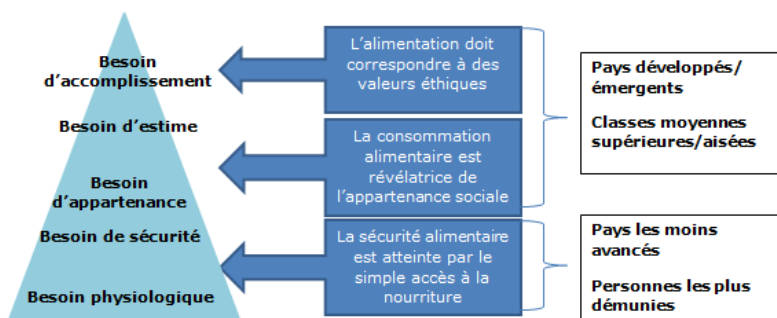 Besoin
d'accomplissement
Besoin d'estime
Besoin
d'appartenance
Besoin de sécurité
Besoin physiologique
L'alimentation doit
correspondre à des
valeurs éthiques
La consommation
alimentaire est
révélatrice de
l'appartenance sociale
La sécurité alimentaire
est atteinte par le
simple accès à la
nourriture
Pays développés/
émergents
Classes moyennes
supérieures/aisées
Pays les moins
avancés
Personnes les plus
démunies